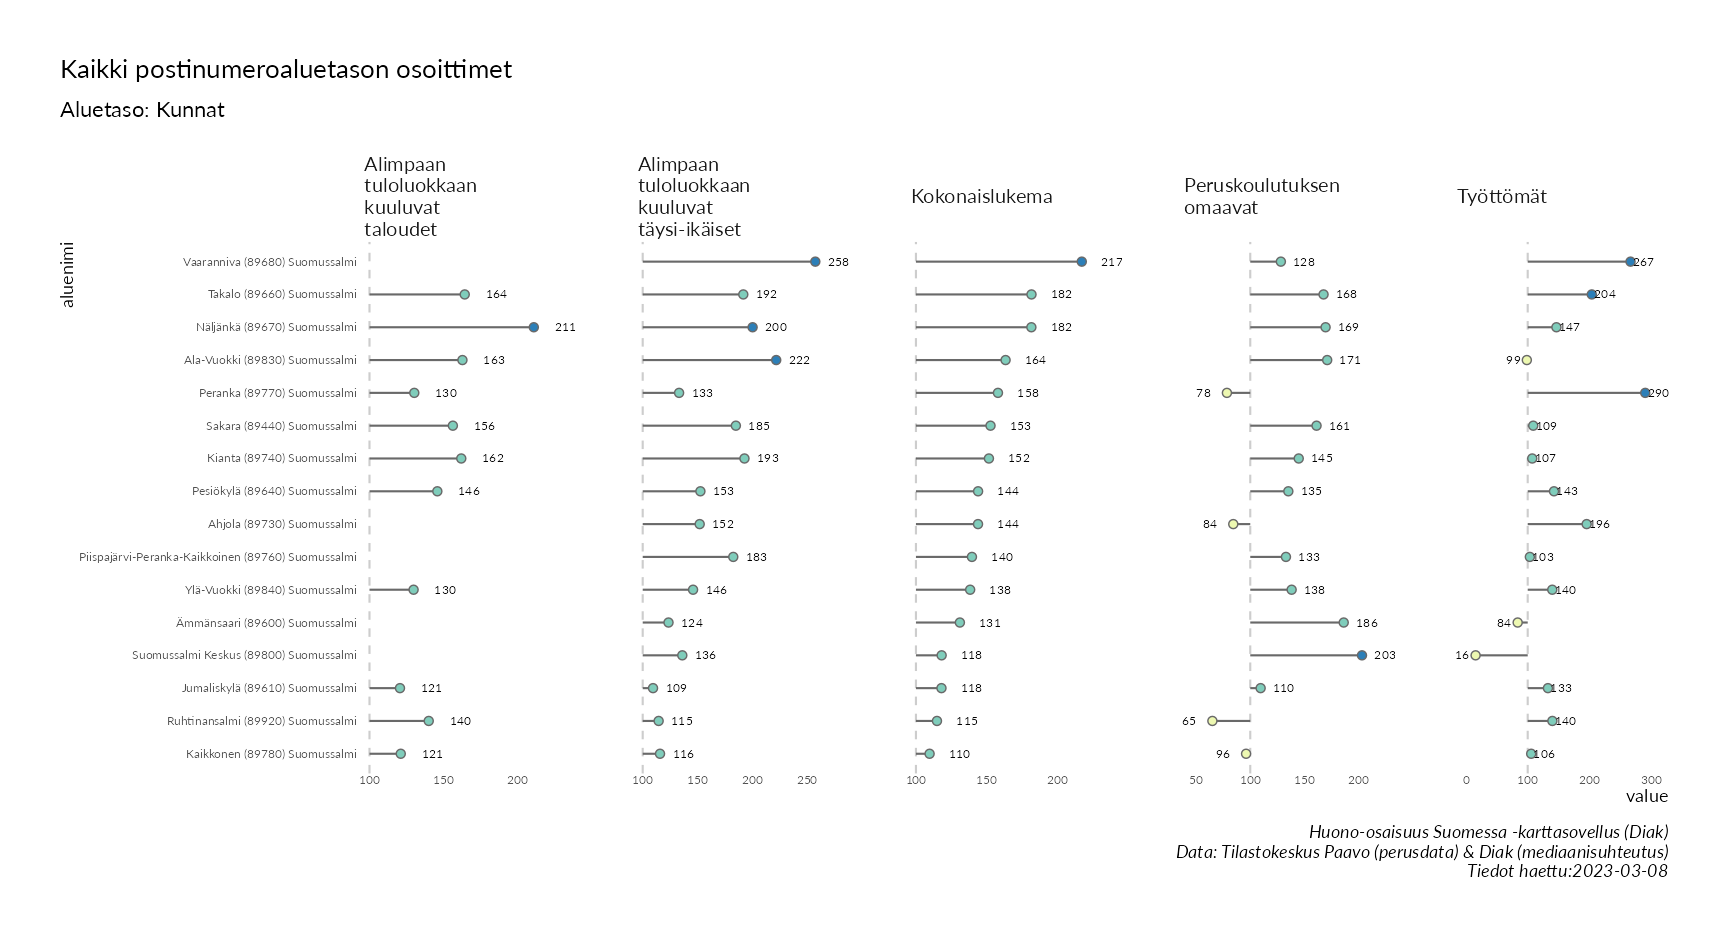 Kaikki postinumeroaluetason osoittimet
Aluetaso: Kunnat
Alimpaan
tuloluokkaan
kuuluvat
taloudet
Alimpaan
tuloluokkaan
kuuluvat
täysi-ikäiset
Kokonaislukema
Peruskoulutuksen
omaavat
Työttömät
aluenimi
Vaaranniva (89680) Suomussalmi 258 217 128 267
Takalo (89660) Suomussalmi 164 192 182 168 204
Näljänkä (89670) Suomussalmi 211 200 182 169 147
Ala-Vuokki (89830) Suomussalmi 163 222 164 171 99
Peranka (89770) Suomussalmi 130 133 158 78 290
Sakara (89440) Suomussalmi 156 185 153 161 109
Kianta (89740) Suomussalmi 162 193 152 145 107
Pesiökylä (89640) Suomussalmi 146 153 144 135 143
Ahjola (89730) Suomussalmi 152 144 84 196
Piispajärvi-Peranka-Kaikkoinen (89760) Suomussalmi 183 140 133 103
Ylä-Vuokki (89840) Suomussalmi 130 146 138 138 140
Ämmänsaari (89600) Suomussalmi 124 131 186 84
Suomussalmi Keskus (89800) Suomussalmi 136 118 203 16
Jumaliskylä (89610) Suomussalmi 121 109 118 110 133
Ruhtinansalmi (89920) Suomussalmi 140 115 115 65 140
Kaikkonen (89780) Suomussalmi 121 116 110 96 106
100 150 200 100 150 200 250 100 150 200 50 100 150 200 0 100 200 300
value
Huono-osaisuus Suomessa -karttasovellus (Diak)
Data: Tilastokeskus Paavo (perusdata) & Diak (mediaanisuhteutus)
Tiedot haettu:2023-03-08